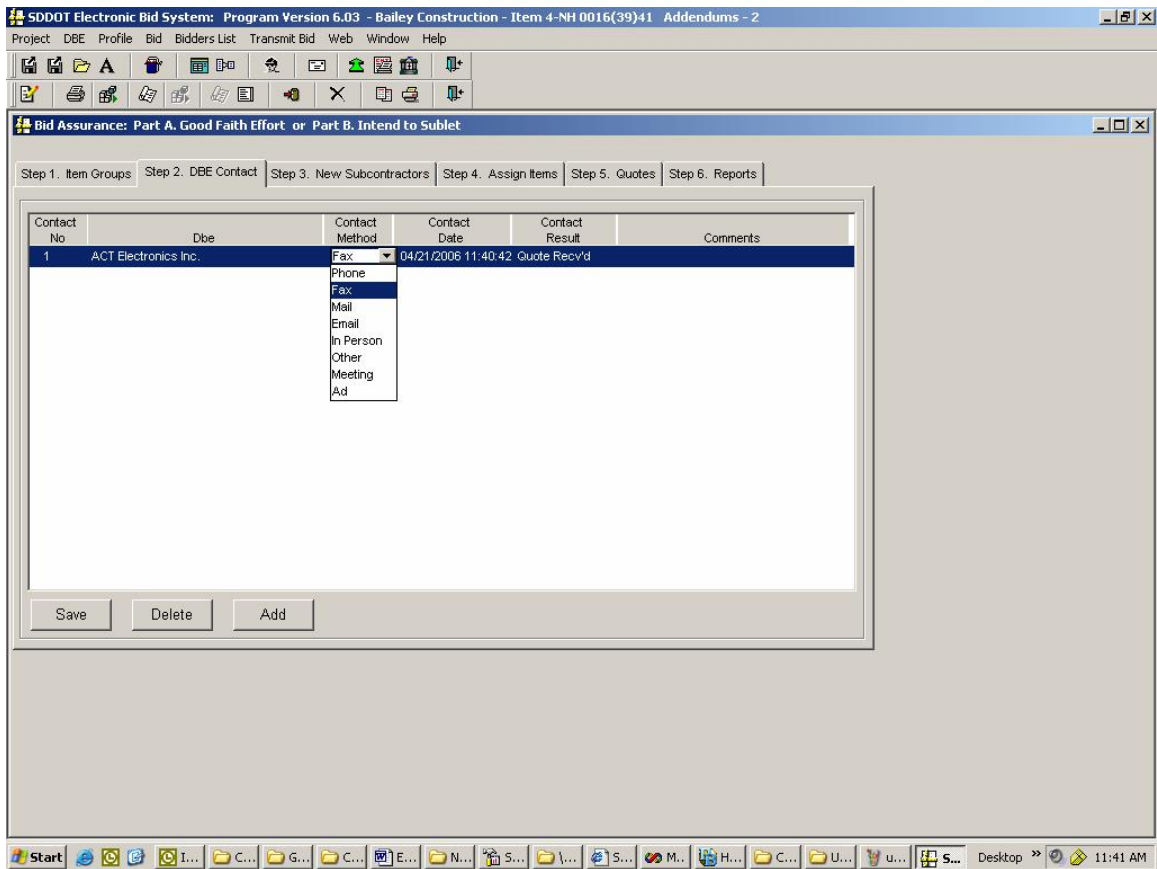 SDDOT Electronic Bid System: Program Version 6.03 - Bailey Construction - Item 4-NH 0016(39)41 Addendums - 2
Project DBE Profile Bid Bidders List Transmit Bid Web Window Help
A
Bid Assurance: Part A. Good Faith Effort or Part B. Intend to Sublet
Step 1. Item Groups Step 2. DBE Contact Step 3. New Subcontractors Step 4. Assign Items Step 5. Quotes Step 6. Reports
Contact Contact Contact Contact
No Dbe Method Date Result Comments
1 ACT Electronics Inc. Fax 04/21/2006 11:40:42 Quote Recv'd
Phone
Fax
Mail
Email
In Person
Other
Meeting
Ad
Save Delete Add
Start I... C... G... C... E... N... S... \... S... M... H... C... U... u... S... Desktop » 11:41 AM